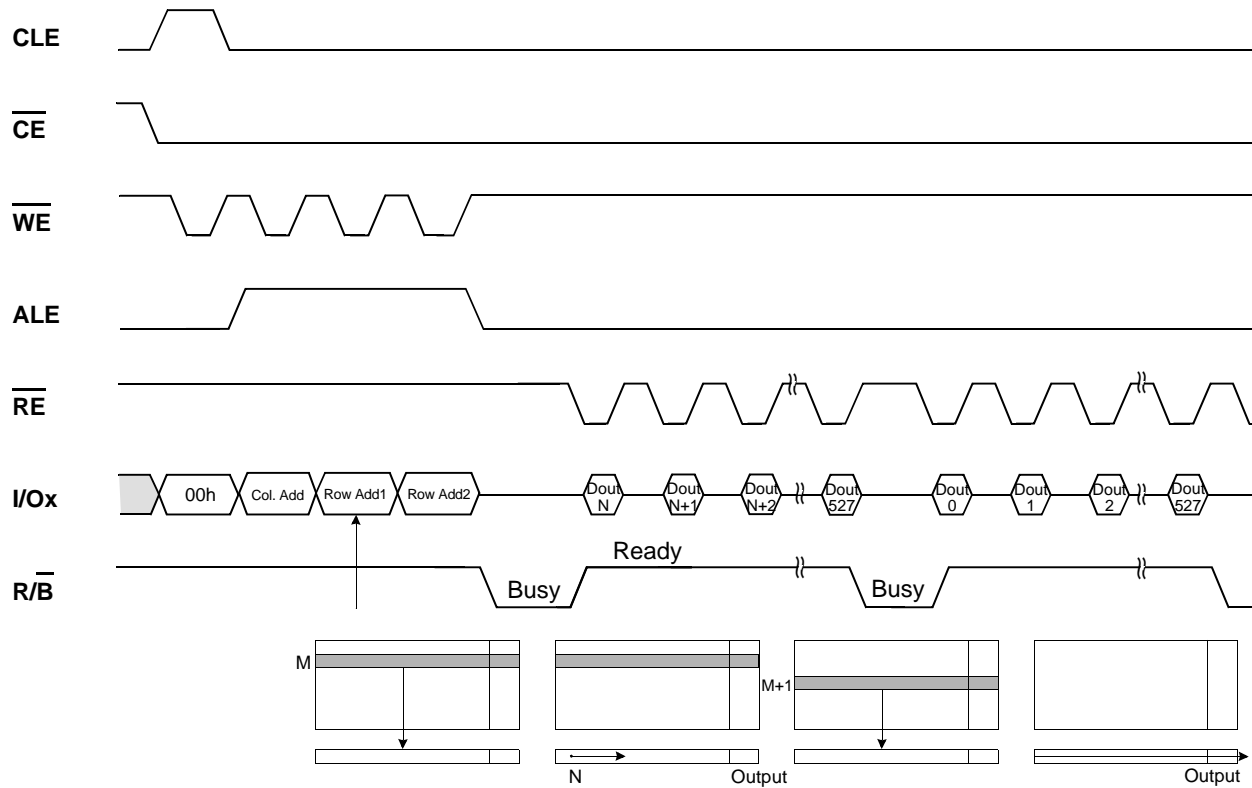 CLE
CE
WE
ALE
RE
I/Ox
00h
Col. Add
Row Add1
Row Add2
Dout
N
Dout
N+1
Dout
N+2
Dout
527
Dout
0
Dout
1
Dout
2
Dout
527
R/B
Busy
Ready
Busy
M
M+1
N
Output
Output